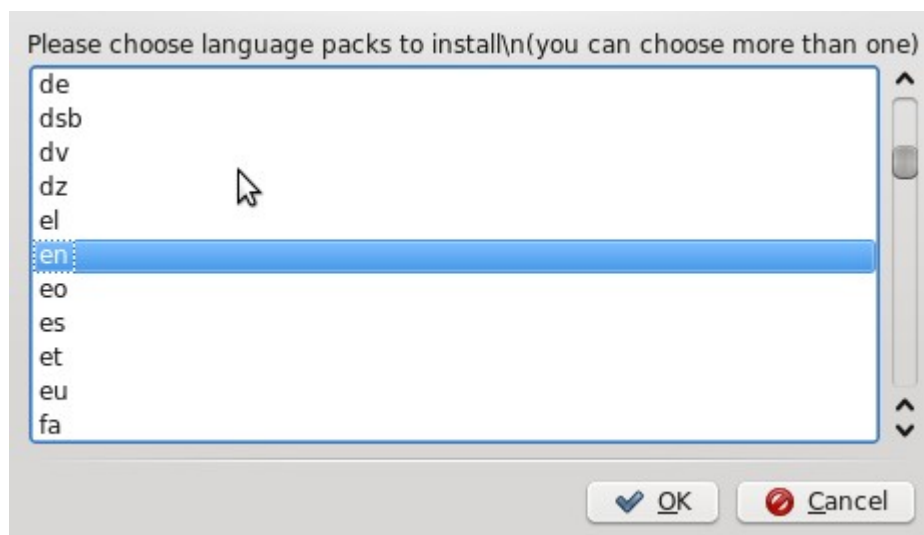 Please choose language packs to install\n(you can choose more than one)
de
dsb
dv
dz
el
en
eo
es
et
eu
fa
OK
Cancel